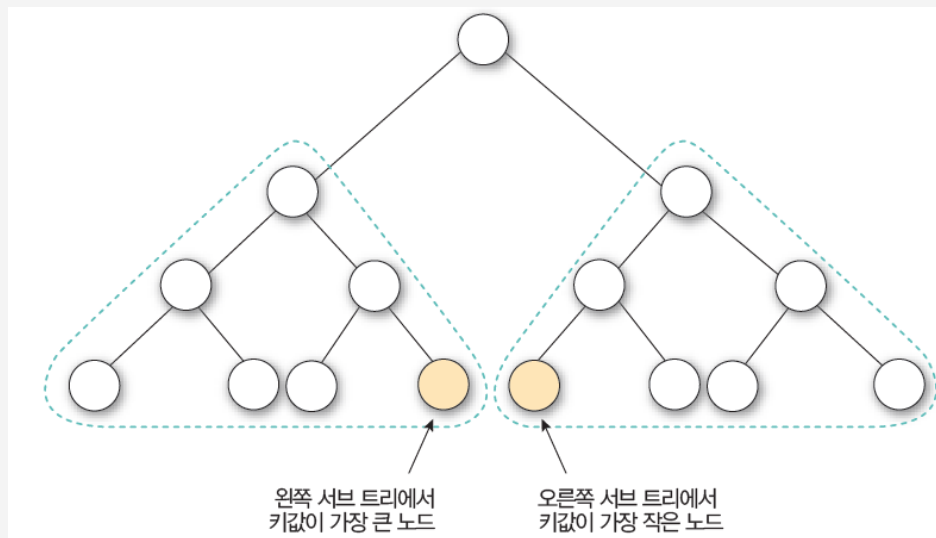 왼쪽 서브 트리에서
키값이 가장 큰 노드
오른쪽 서브 트리에서
키값이 가장 작은 노드